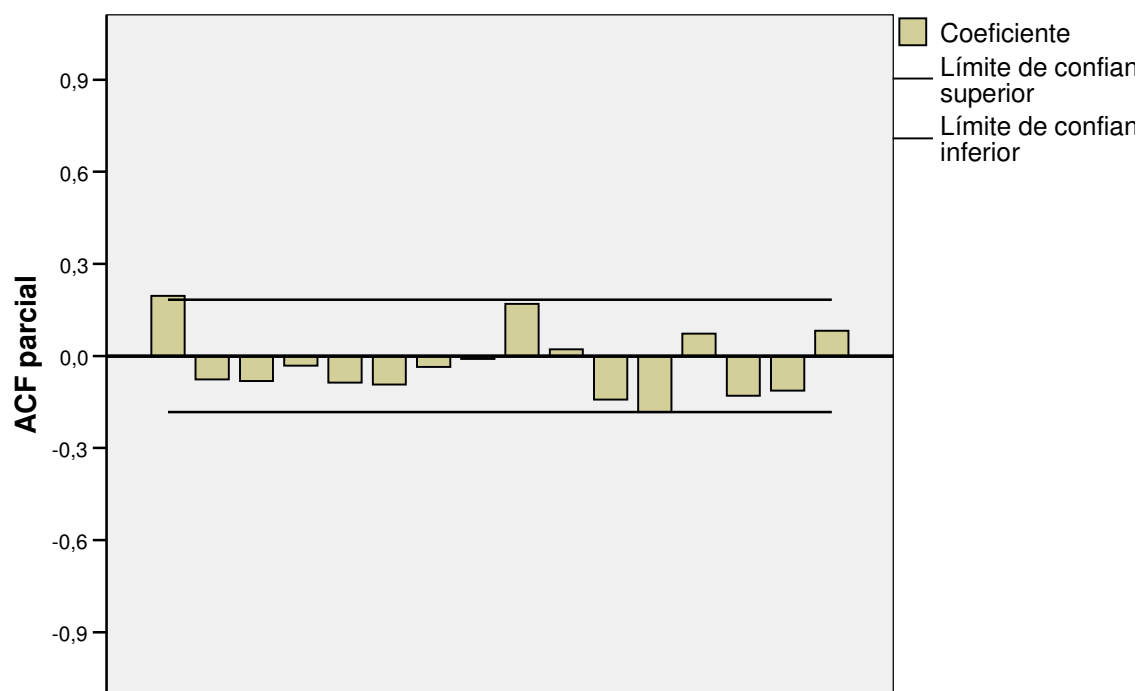 Coeficiente
Límite de confian
superior
Límite de confian
inferior
0,9
0,6
0,3
0,0
-0,3
-0,6
-0,9
ACF parcial